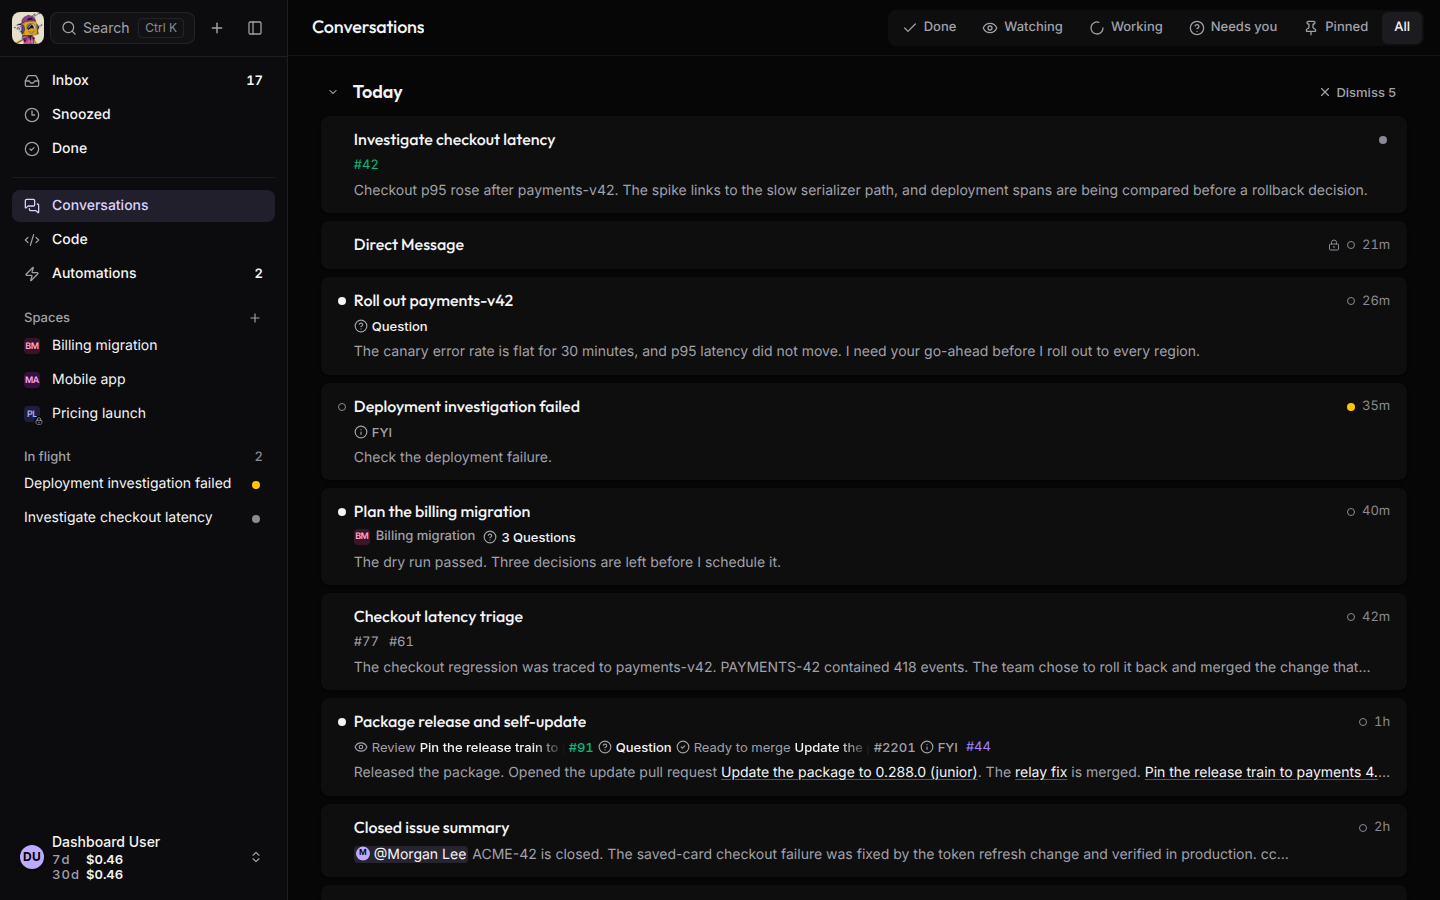 Search Ctrl K
Inbox 17
Snoozed
Done
Conversations
Code
Automations 2
Spaces
BM Billing migration
MA Mobile app
PL Pricing launch
In flight 2
Deployment investigation failed
Investigate checkout latency
DU Dashboard User
7d $0.46
30d $0.46
Conversations
Done Watching Working Needs you Pinned All
Today Dismiss 5
Investigate checkout latency
#42
Checkout p95 rose after payments-v42. The spike links to the slow serializer path, and deployment spans are being compared before a rollback decision.
Direct Message 21m
Roll out payments-v42 26m
Question
The canary error rate is flat for 30 minutes, and p95 latency did not move. I need your go-ahead before I roll out to every region.
Deployment investigation failed 35m
FYI
Check the deployment failure.
Plan the billing migration 40m
BM Billing migration 3 Questions
The dry run passed. Three decisions are left before I schedule it.
Checkout latency triage 42m
#77 #61
The checkout regression was traced to payments-v42. PAYMENTS-42 contained 418 events. The team chose to roll it back and merged the change that...
Package release and self-update 1h
Review Pin the release train to #91 Question Ready to merge Update the #2201 FYI #44
Released the package. Opened the update pull request Update the package to 0.288.0 (junior). The relay fix is merged. Pin the release train to payments 4....
Closed issue summary 2h
M @Morgan Lee ACME-42 is closed. The saved-card checkout failure was fixed by the token refresh change and verified in production. cc...